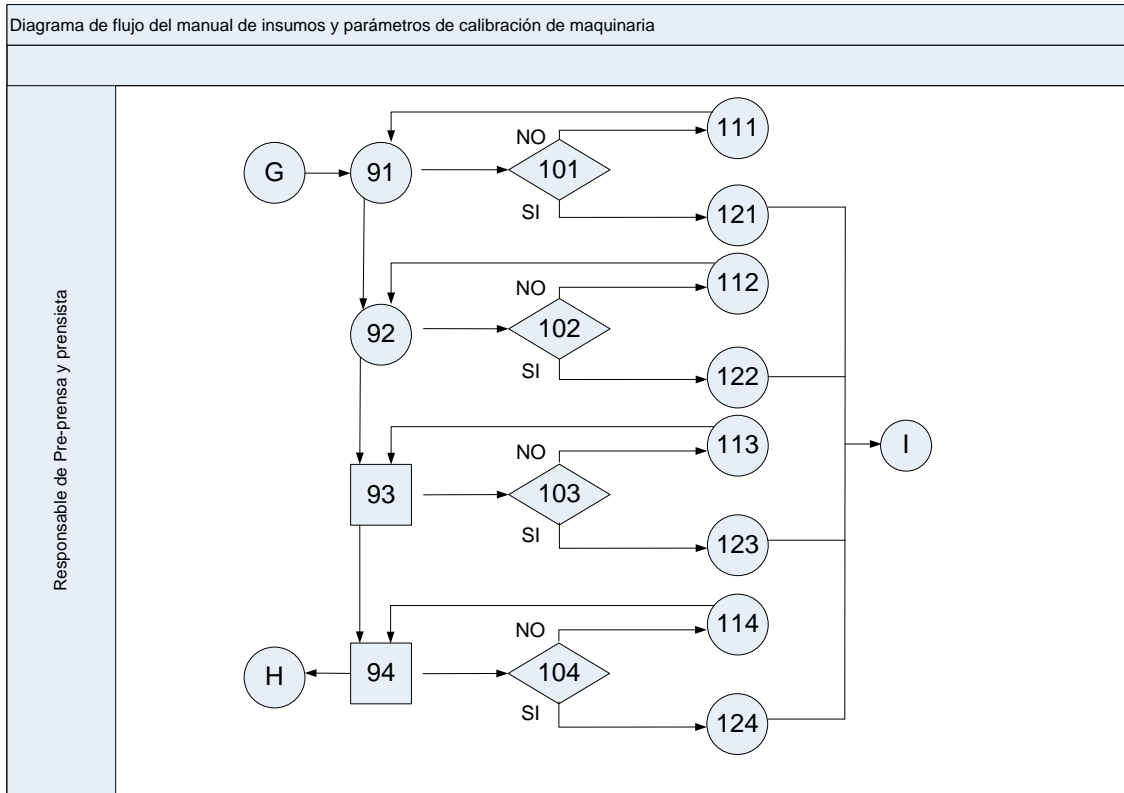 Diagrama de flujo del manual de insumos y parámetros de calibración de maquinaria
Responsable de Pre-prensa y prensista
111
NO
G
91
101
SI
121
112
NO
92
102
SI
122
113
NO
I
93
103
SI
123
114
NO
H
94
104
SI
124